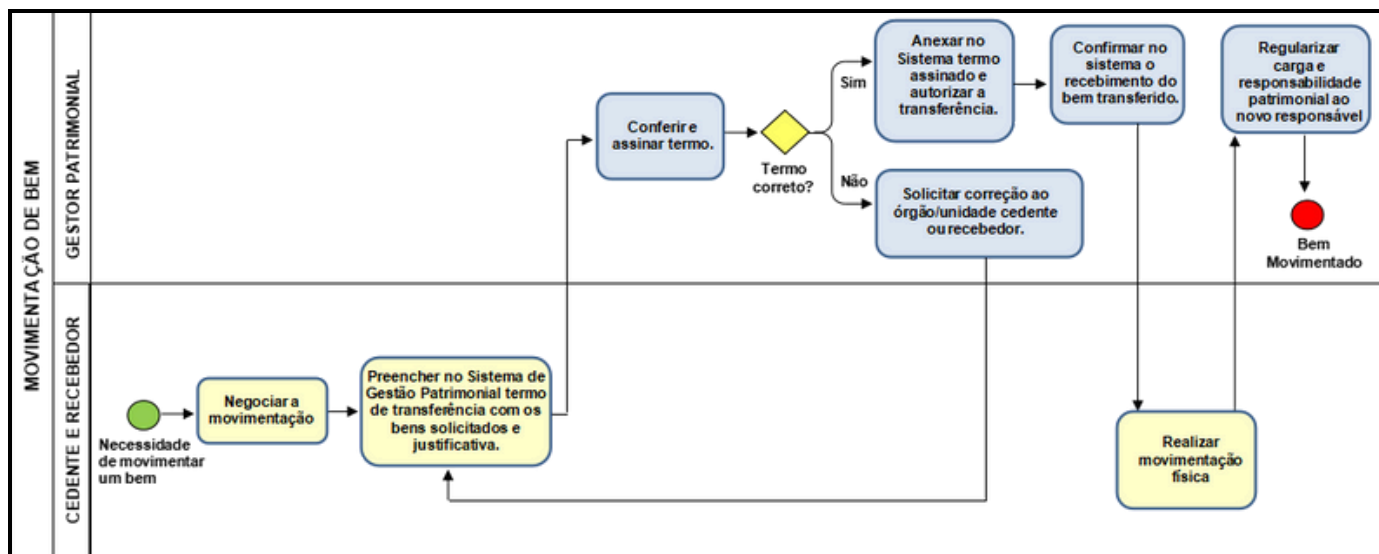 MOVIMENTAÇÃO DE BEM
GESTOR PATRIMONIAL
Conferir e
assinar termo.
Termo
correto?
Sim
Não
Anexar no
Sistema termo
assinado e
autorizar a
transferência.
Solicitar correção ao
órgão/unidade cedente
ou recebedor.
Confirmar no
sistema o
recebimento do
bem transferido.
Regularizar
carga e
responsabilidade
patrimonial ao
novo responsável
Bem
Movimentado
CEDENTE E RECEBEDOR
Necessidade
de movimentar
um bem
Negociar a
movimentação
Preencher no Sistema de
Gestão Patrimonial termo
de transferência com os
bens solicitados e
justificativa.
Realizar
movimentação
física